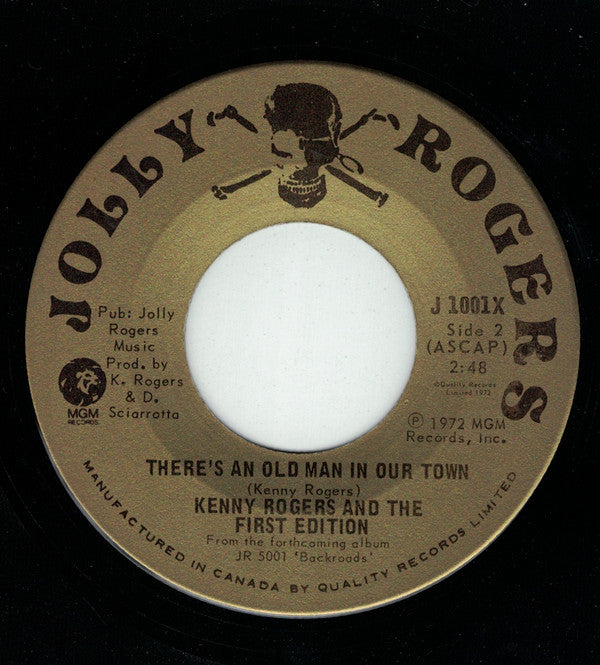 JOLLY ROGERS
Pub: Jolly
Rogers
Music
Prod. by
K. Rogers
& D.
Sciarrotta
MGM
RECORDS
J 1001X
Side 2
(ASCAP)
2:48
©Quality Records
Limited 1972
Ⓟ 1972 MGM
Records, Inc.
THERE'S AN OLD MAN IN OUR TOWN
(Kenny Rogers)
KENNY ROGERS AND THE
FIRST EDITION
From the forthcoming album
JR 5001 'Backroads'
MANUFACTURED IN CANADA BY QUALITY RECORDS LIMITED